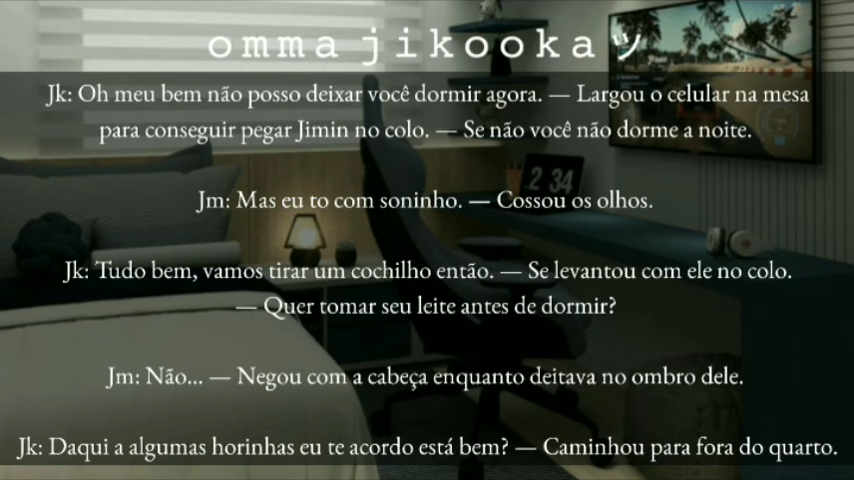 omma jikookaツ
Jk: Oh meu bem não posso deixar você dormir agora. — Largou o celular na mesa
para conseguir pegar Jimin no colo. — Se não você não dorme a noite.
2 34
Jm: Mas eu to com soninho. — Cossou os olhos.
Jk: Tudo bem, vamos tirar um cochilho então. — Se levantou com ele no colo.
— Quer tomar seu leite antes de dormir?
Jm: Não... — Negou com a cabeça enquanto deitava no ombro dele.
Jk: Daqui a algumas horinhas eu te acordo está bem? — Caminhou para fora do quarto.